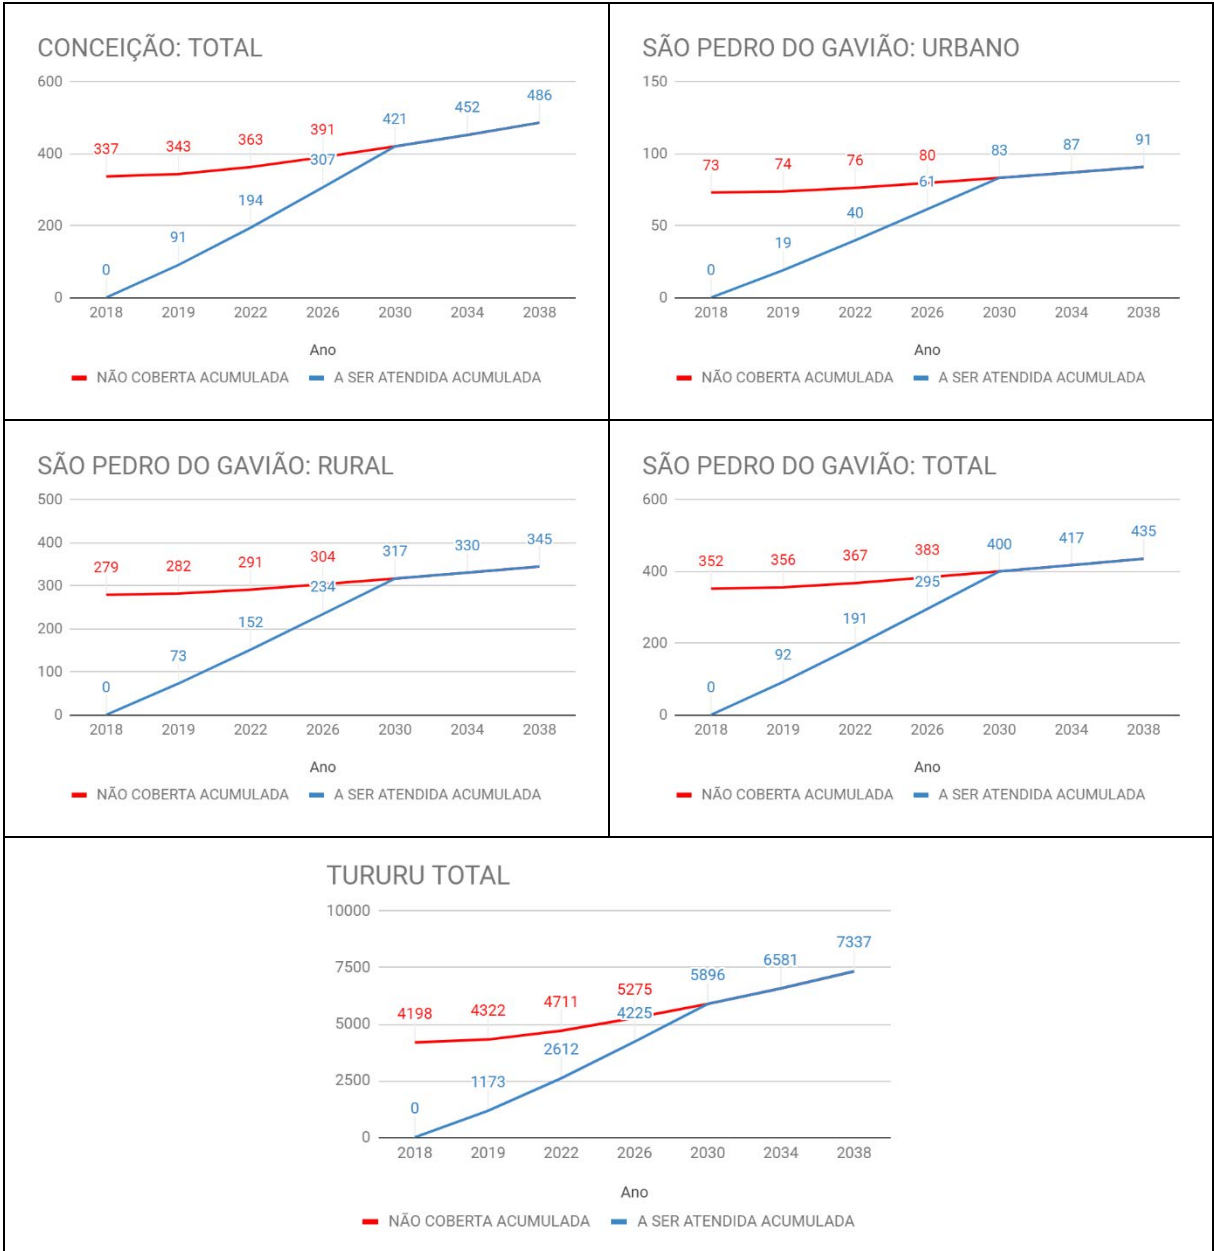 CONCEIÇÃO: TOTAL
600
400
200
0
337 343 363 391 421 452 486
0 91 194 307
2018 2019 2022 2026 2030 2034 2038
Ano
NÃO COBERTA ACUMULADA A SER ATENDIDA ACUMULADA
SÃO PEDRO DO GAVIÃO: URBANO
150
100
50
0
73 74 76 80 83 87 91
0 19 40 61
2018 2019 2022 2026 2030 2034 2038
Ano
NÃO COBERTA ACUMULADA A SER ATENDIDA ACUMULADA
SÃO PEDRO DO GAVIÃO: RURAL
500
400
300
200
100
0
279 282 291 304 317 330 345
0 73 152 234
2018 2019 2022 2026 2030 2034 2038
Ano
NÃO COBERTA ACUMULADA A SER ATENDIDA ACUMULADA
SÃO PEDRO DO GAVIÃO: TOTAL
600
400
200
0
352 356 367 383 400 417 435
0 92 191 295
2018 2019 2022 2026 2030 2034 2038
Ano
NÃO COBERTA ACUMULADA A SER ATENDIDA ACUMULADA
TURURU TOTAL
10000
7500
5000
2500
0
4198 4322 4711 5275 5896 6581 7337
0 1173 2612 4225
2018 2019 2022 2026 2030 2034 2038
Ano
NÃO COBERTA ACUMULADA A SER ATENDIDA ACUMULADA